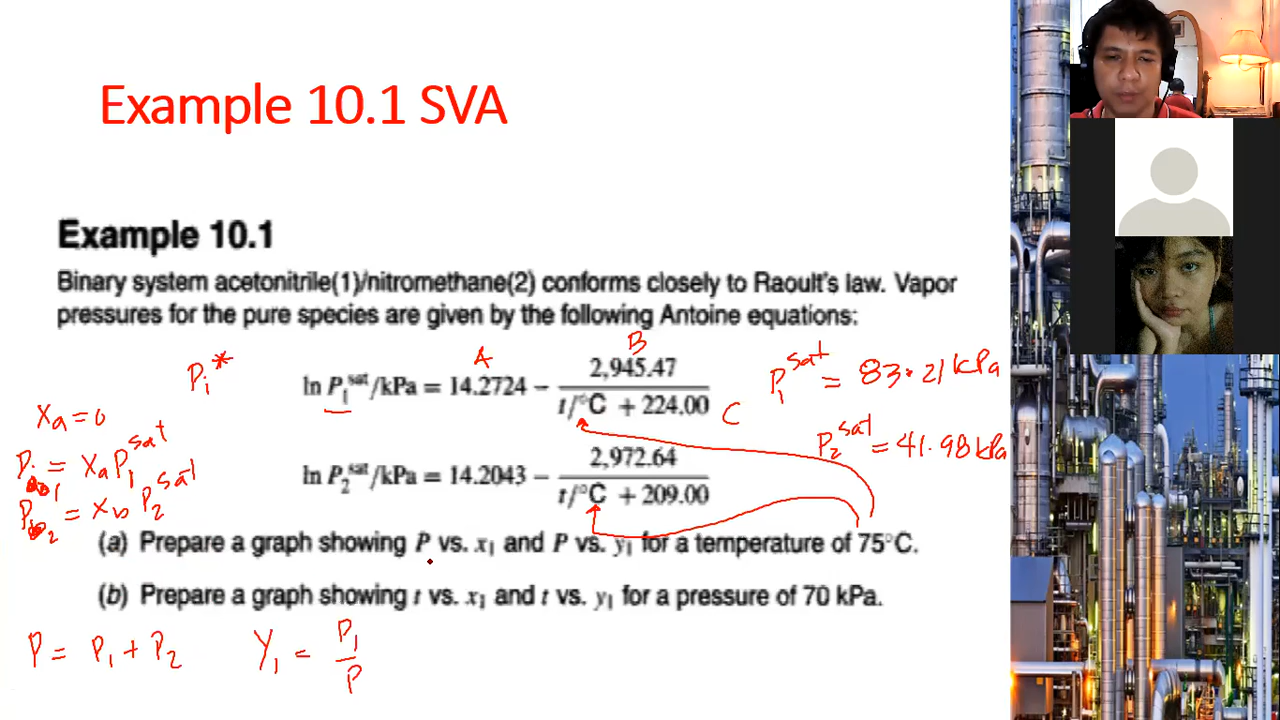 Example 10.1 SVA
Example 10.1
Binary system acetonitrile(1)/nitromethane(2) conforms closely to Raoult's law. Vapor
pressures for the pure species are given by the following Antoine equations:
Pi*
A
B
ln P₁ˢᵃᵗ/kPa = 14.2724 − 2,945.47 / (t/°C + 224.00)
C
P₁ˢᵃᵗ = 83.21 kPa
xa = 0
P₁ = xa P₁ˢᵃᵗ
P₂ = xb P₂ˢᵃᵗ
ln P₂ˢᵃᵗ/kPa = 14.2043 − 2,972.64 / (t/°C + 209.00)
P₂ˢᵃᵗ = 41.98 kPa
(a) Prepare a graph showing P vs. x₁ and P vs. y₁ for a temperature of 75°C.
(b) Prepare a graph showing t vs. x₁ and t vs. y₁ for a pressure of 70 kPa.
P = P₁ + P₂
Y₁ = P₁ / P